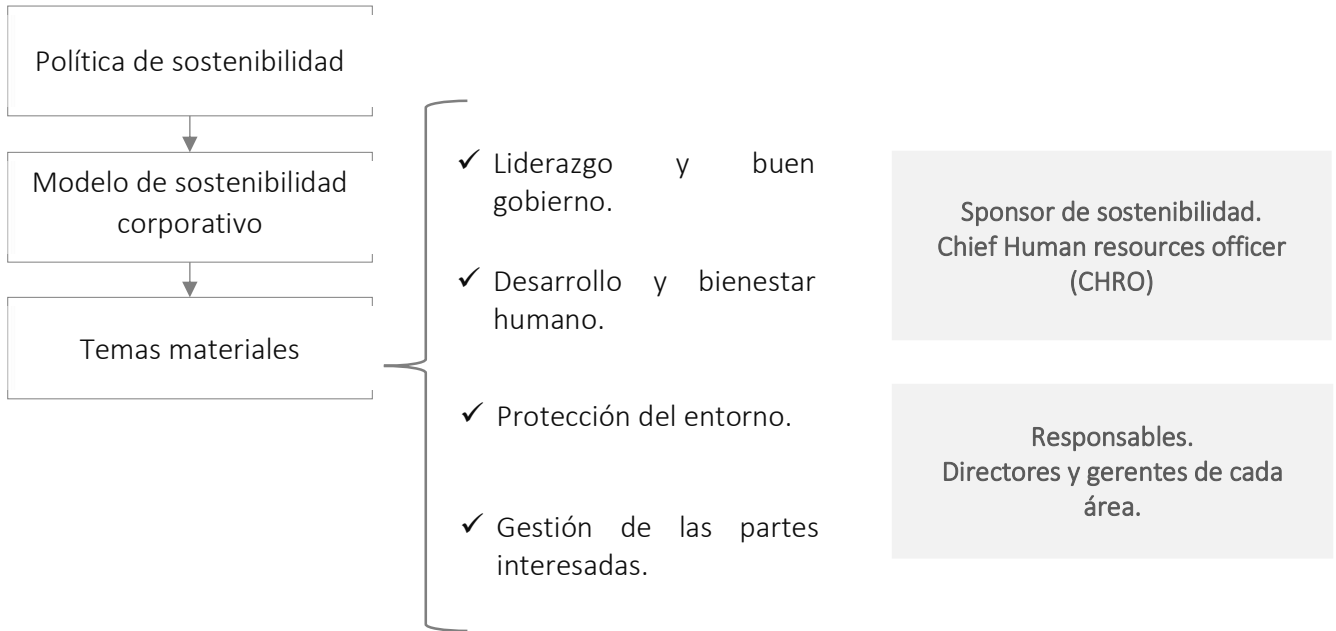 Política de sostenibilidad
Modelo de sostenibilidad
corporativo
Temas materiales
✓ Liderazgo y buen
gobierno.
✓ Desarrollo y bienestar
humano.
✓ Protección del entorno.
✓ Gestión de las partes
interesadas.
Sponsor de sostenibilidad.
Chief Human resources officer
(CHRO)
Responsables.
Directores y gerentes de cada
área.